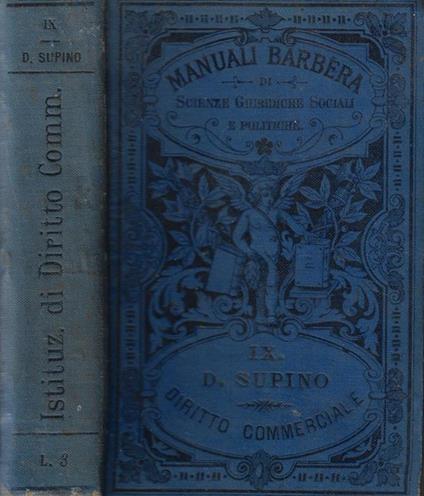 IX
D. SUPINO
Istituz. di Diritto Comm.
L. 3
MANUALI BARBÈRA
DI
SCIENZE GIURIDICHE SOCIALI
E POLITICHE.
IX.
D. SUPINO
DIRITTO COMMERCIALE